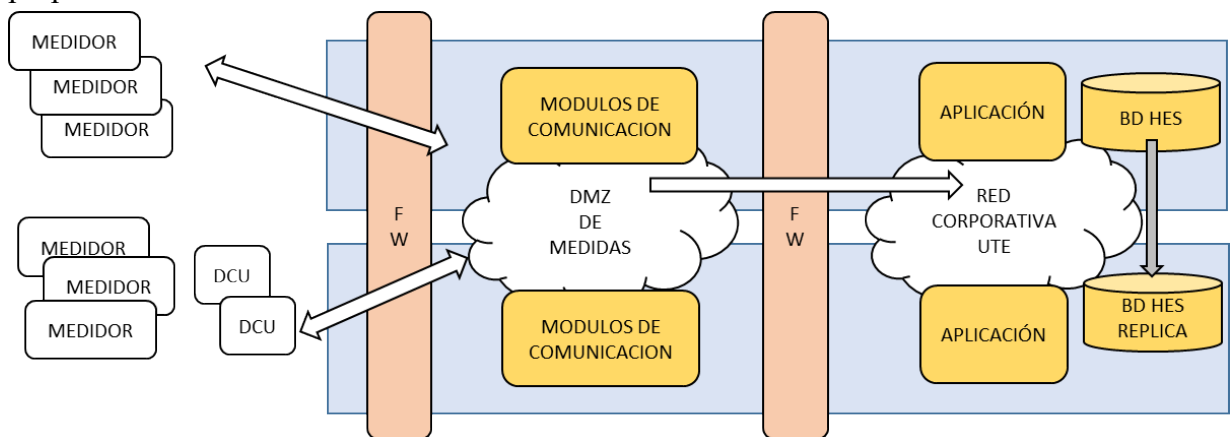 MEDIDOR
MEDIDOR
MEDIDOR
MODULOS DE
COMUNICACION
APLICACIÓN
BD HES
F
W
DMZ
DE
MEDIDAS
F
W
RED
CORPORATIVA
UTE
MEDIDOR
MEDIDOR
MEDIDOR
DCU
DCU
MODULOS DE
COMUNICACION
APLICACIÓN
BD HES
REPLICA